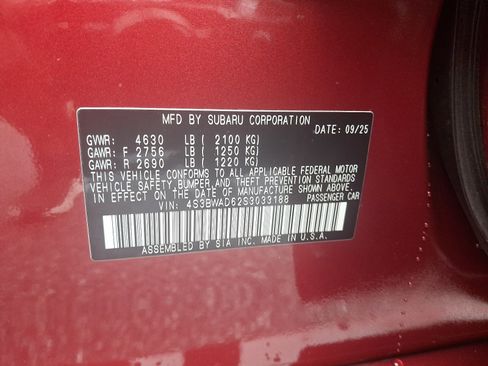 MFD BY SUBARU CORPORATION
DATE: 09/25
GVWR: 4630 LB ( 2100 KG)
GAWR: F 2756 LB ( 1250 KG)
GAWR: R 2690 LB ( 1220 KG)
THIS VEHICLE CONFORMS TO ALL APPLICABLE FEDERAL MOTOR
VEHICLE SAFETY, BUMPER, AND THEFT PREVENTION STANDARDS
IN EFFECT ON THE DATE OF MANUFACTURE SHOWN ABOVE.
VIN: 4S3BWAD62S3033188 PASSENGER CAR
ASSEMBLED BY SIA INC. MADE IN U.S.A.